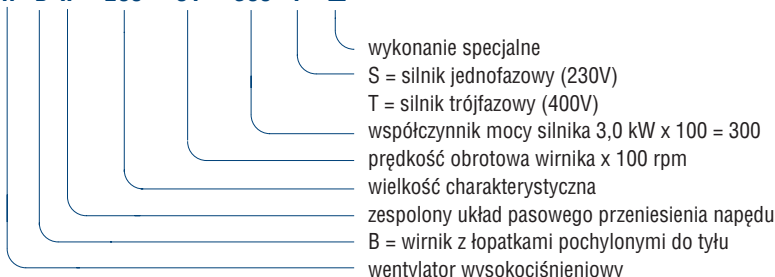 wykonanie specjalne
S = silnik jednofazowy (230V)
T = silnik trójfazowy (400V)
współczynnik mocy silnika 3,0 kW x 100 = 300
prędkość obrotowa wirnika x 100 rpm
wielkość charakterystyczna
zespolony układ pasowego przeniesienia napędu
B = wirnik z łopatkami pochylonymi do tyłu
wentylator wysokociśnieniowy